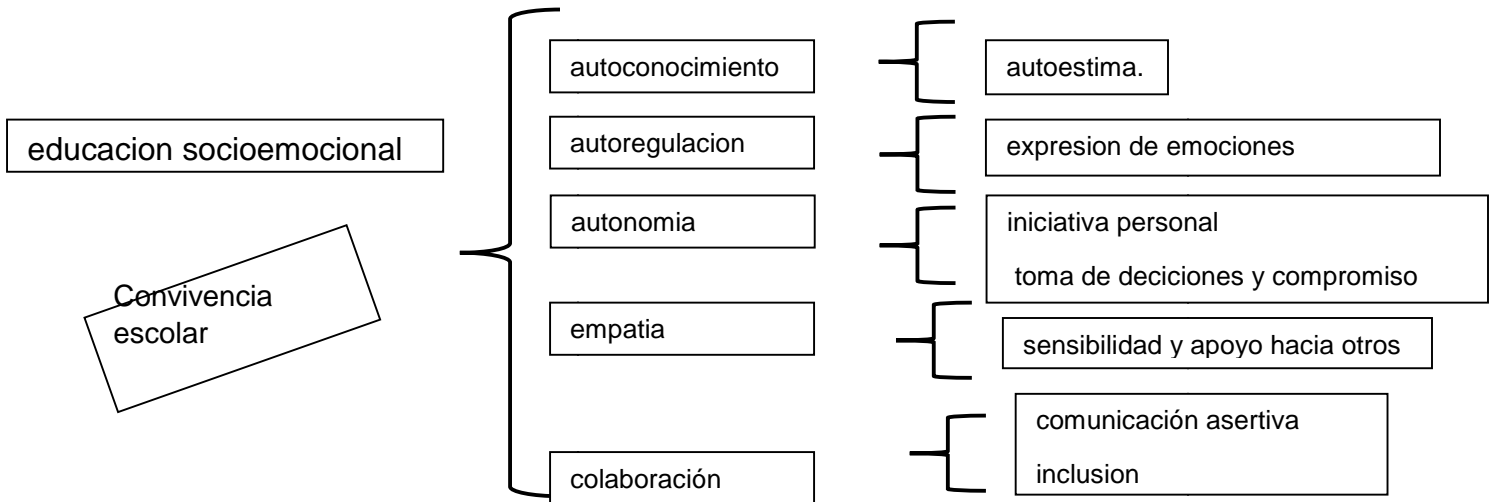 educacion socioemocional
Convivencia
escolar
autoconocimiento
autoestima.
autoregulacion
expresion de emociones
autonomia
iniciativa personal
toma de deciciones y compromiso
empatia
sensibilidad y apoyo hacia otros
colaboración
comunicación asertiva
inclusion